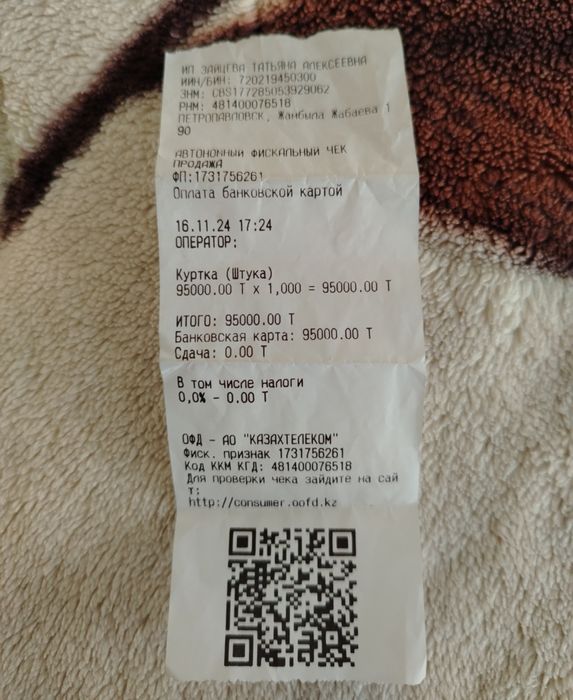 ИП ЗАЙЦЕВА ТАТЬЯНА АЛЕКСЕЕВНА
ИИН/БИН: 720219450300
ЗНМ: CBS177285053929062
РНМ: 481400076518
ПЕТРОПАВЛОВСК, Жамбыла Жабаева 1
90
АВТОНОМНЫЙ ФИСКАЛЬНЫЙ ЧЕК
ПРОДАЖА
ФП:1731756261
Оплата банковской картой
16.11.24 17:24
ОПЕРАТОР:
Куртка (Штука)
95000.00 T x 1,000 = 95000.00 T
ИТОГО: 95000.00 T
Банковская карта: 95000.00 T
Сдача: 0.00 T
В том числе налоги
0,0% - 0.00 T
ОФД - АО "КАЗАХТЕЛЕКОМ"
Фиск. признак 1731756261
Код ККМ КГД: 481400076518
Для проверки чека зайдите на сай
т:
http://consumer.oofd.kz